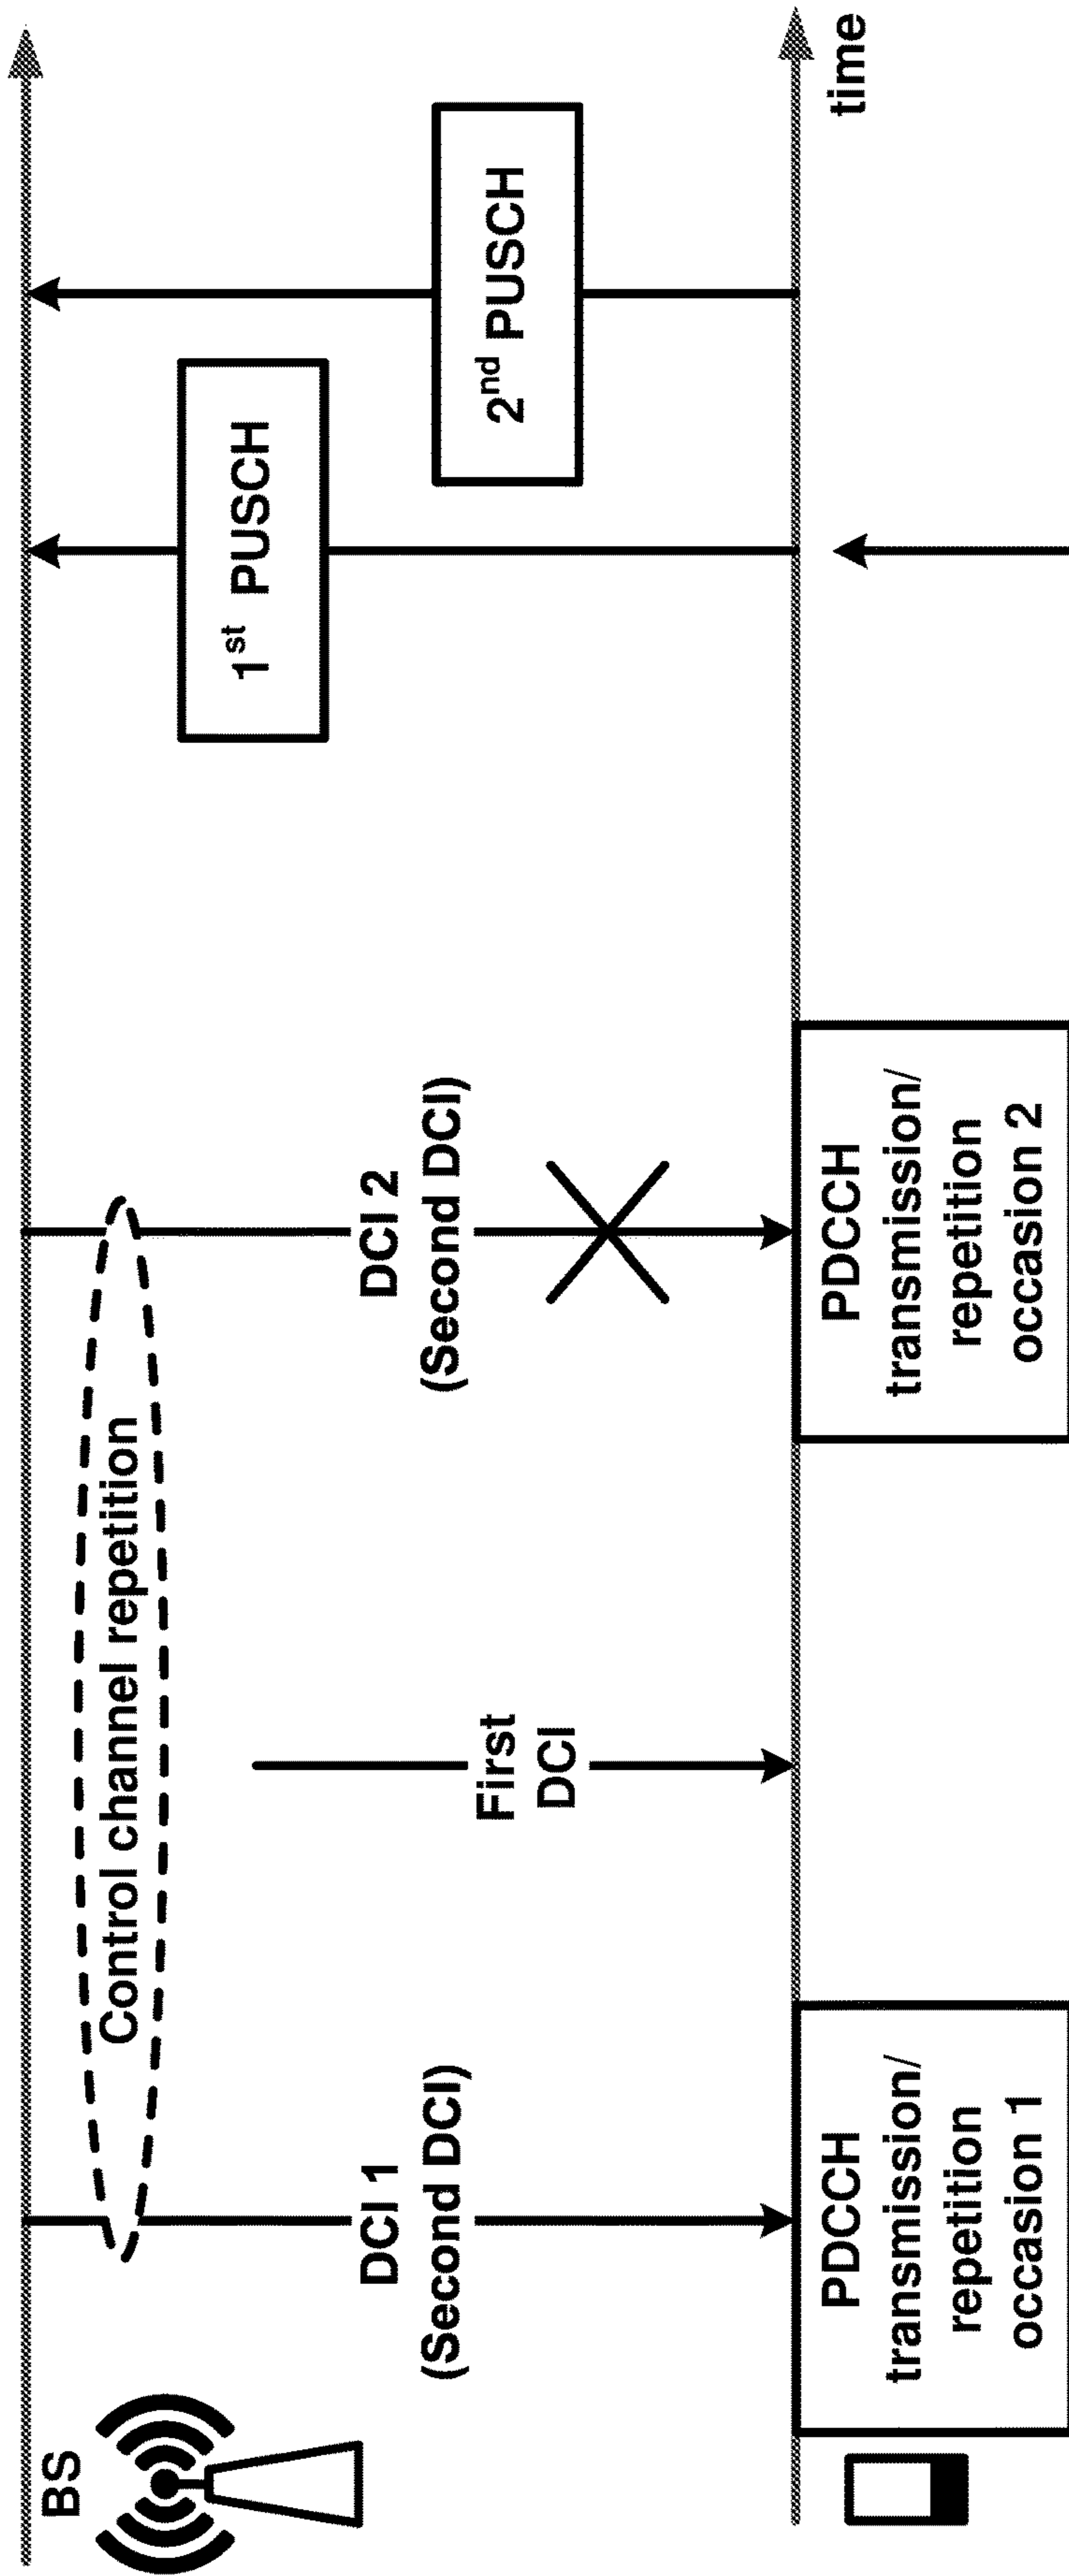 BS
Control channel repetition
DCI 1
(Second DCI)
First
DCI
DCI 2
(Second DCI)
1st PUSCH
2nd PUSCH
time
PDCCH
transmission/
repetition
occasion 1
PDCCH
transmission/
repetition
occasion 2